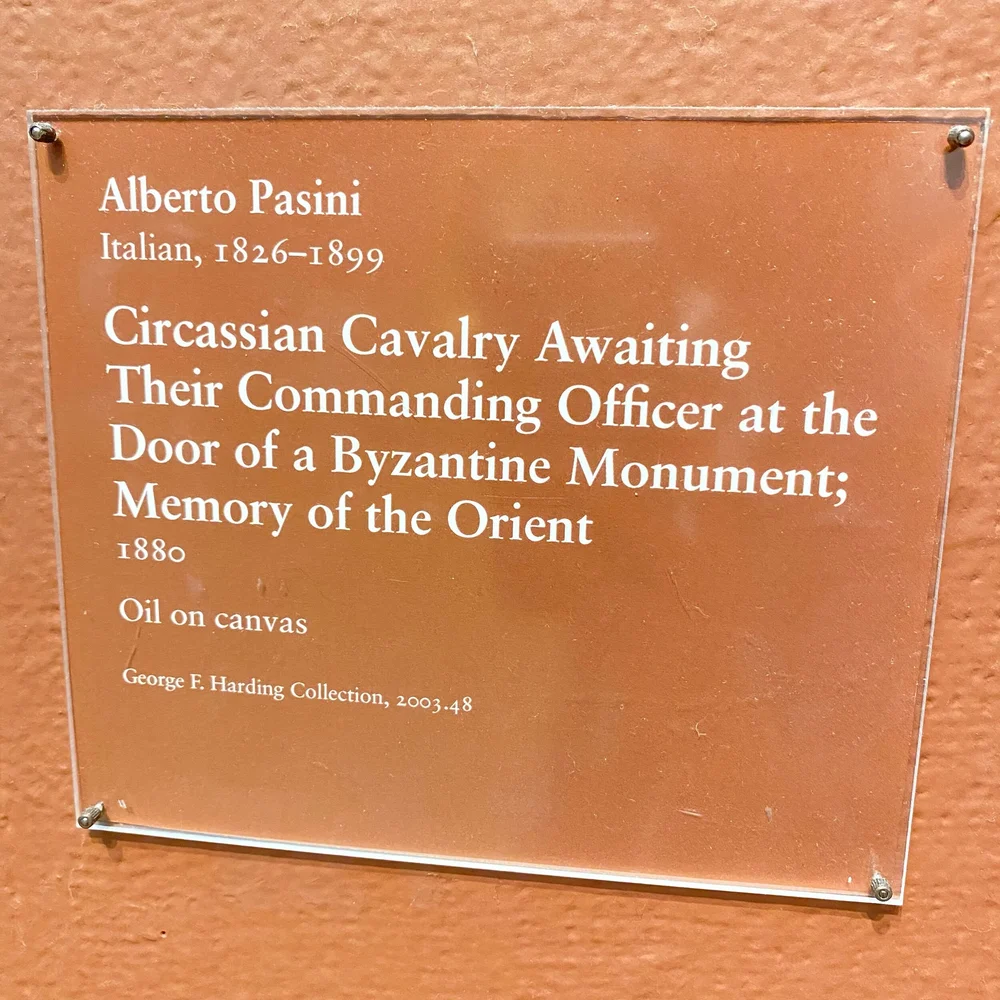 Alberto Pasini
Italian, 1826–1899
Circassian Cavalry Awaiting
Their Commanding Officer at the
Door of a Byzantine Monument;
Memory of the Orient
1880
Oil on canvas
George F. Harding Collection, 2003.48